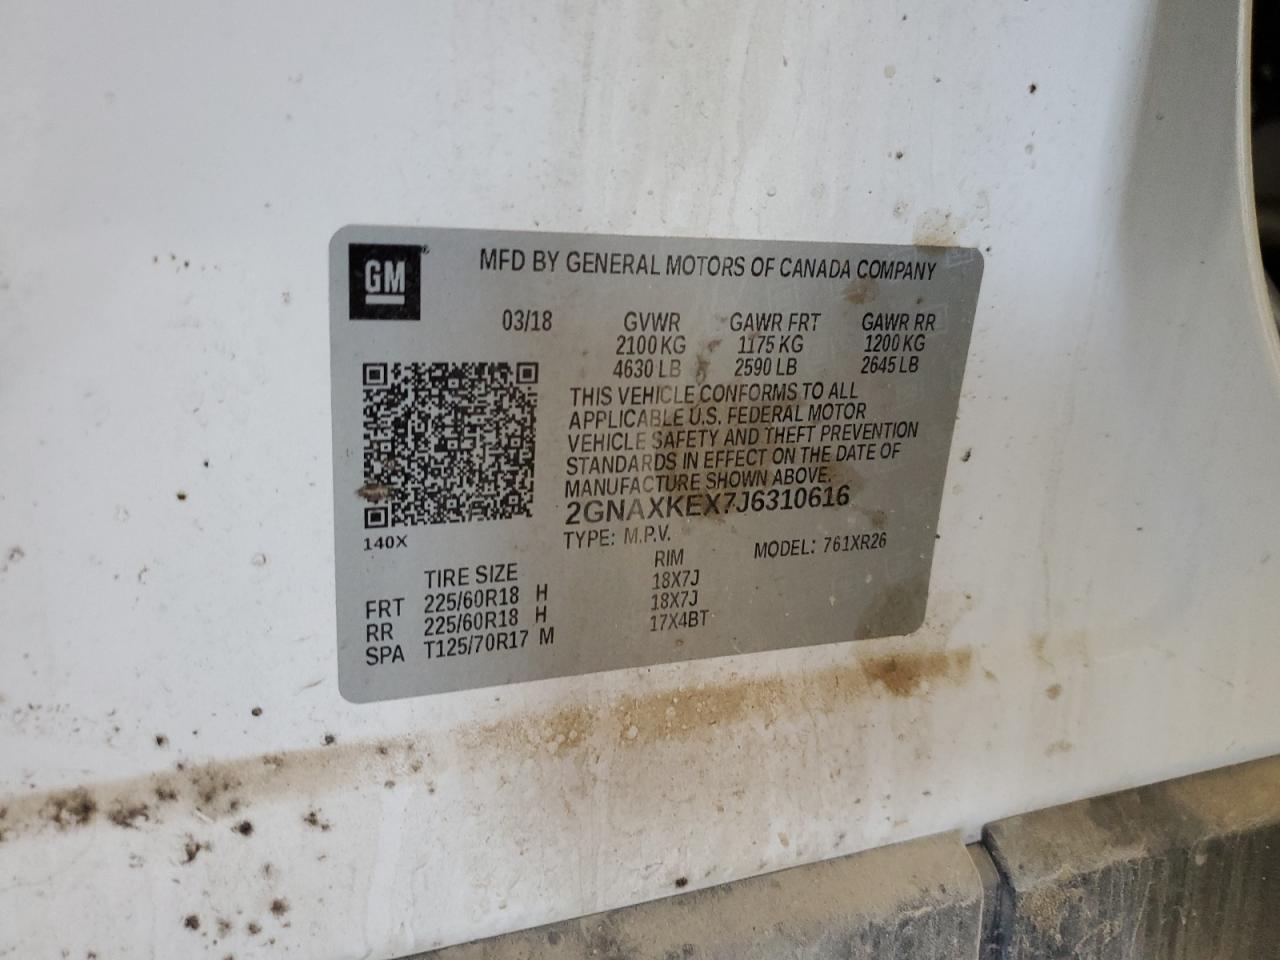 GM® MFD BY GENERAL MOTORS OF CANADA COMPANY
03/18 GVWR GAWR FRT GAWR RR
2100 KG 1175 KG 1200 KG
4630 LB 2590 LB 2645 LB
THIS VEHICLE CONFORMS TO ALL
APPLICABLE U.S. FEDERAL MOTOR
VEHICLE SAFETY AND THEFT PREVENTION
STANDARDS IN EFFECT ON THE DATE OF
MANUFACTURE SHOWN ABOVE.
2GNAXKEX7J6310616
140X TYPE: M.P.V. MODEL: 761XR26
TIRE SIZE RIM
FRT 225/60R18 H 18X7J
RR 225/60R18 H 18X7J
SPA T125/70R17 M 17X4BT